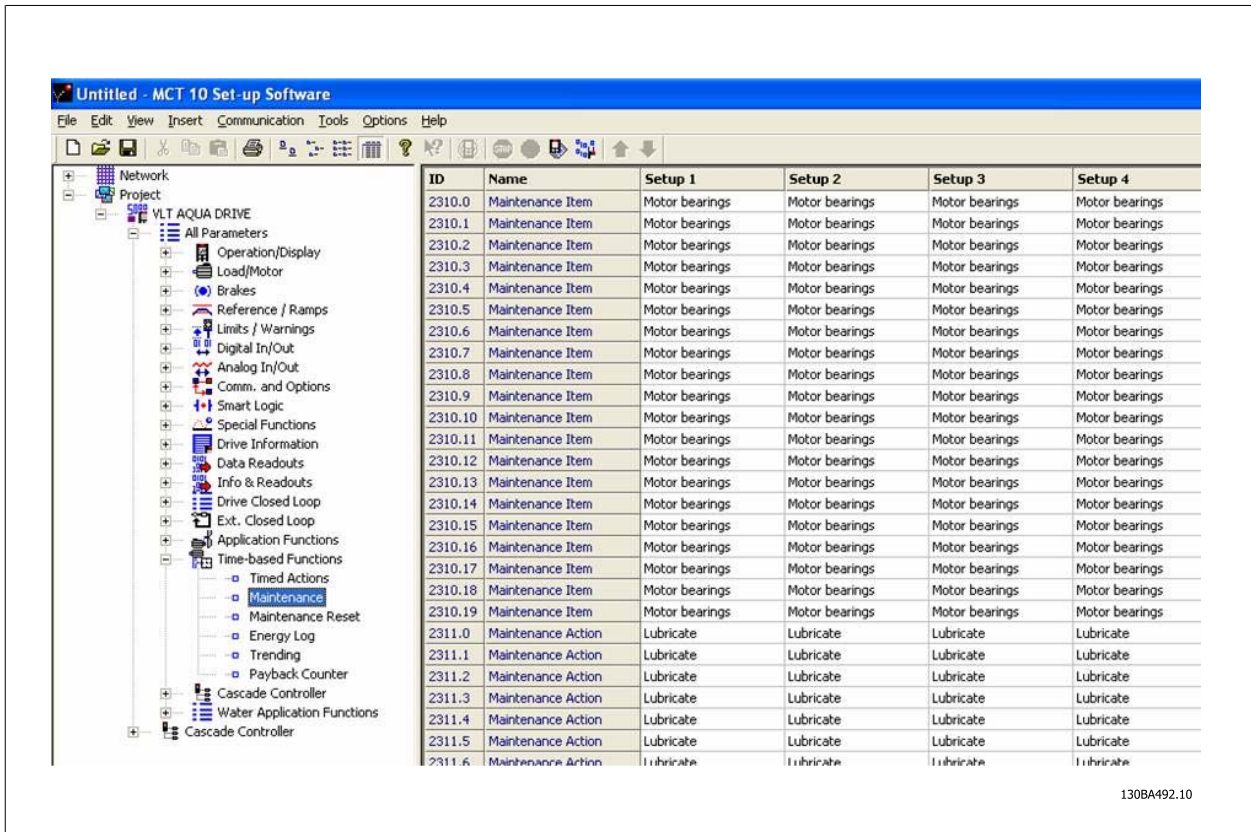 Untitled - MCT 10 Set-up Software
File Edit View Insert Communication Tools Options Help
Network
Project
VLT AQUA DRIVE
All Parameters
Operation/Display
Load/Motor
Brakes
Reference / Ramps
Limits / Warnings
Digital In/Out
Analog In/Out
Comm. and Options
Smart Logic
Special Functions
Drive Information
Data Readouts
Info & Readouts
Drive Closed Loop
Ext. Closed Loop
Application Functions
Time-based Functions
Timed Actions
Maintenance
Maintenance Reset
Energy Log
Trending
Payback Counter
Cascade Controller
Water Application Functions
Cascade Controller
ID Name Setup 1 Setup 2 Setup 3 Setup 4
2310.0 Maintenance Item Motor bearings Motor bearings Motor bearings Motor bearings
2310.1 Maintenance Item Motor bearings Motor bearings Motor bearings Motor bearings
2310.2 Maintenance Item Motor bearings Motor bearings Motor bearings Motor bearings
2310.3 Maintenance Item Motor bearings Motor bearings Motor bearings Motor bearings
2310.4 Maintenance Item Motor bearings Motor bearings Motor bearings Motor bearings
2310.5 Maintenance Item Motor bearings Motor bearings Motor bearings Motor bearings
2310.6 Maintenance Item Motor bearings Motor bearings Motor bearings Motor bearings
2310.7 Maintenance Item Motor bearings Motor bearings Motor bearings Motor bearings
2310.8 Maintenance Item Motor bearings Motor bearings Motor bearings Motor bearings
2310.9 Maintenance Item Motor bearings Motor bearings Motor bearings Motor bearings
2310.10 Maintenance Item Motor bearings Motor bearings Motor bearings Motor bearings
2310.11 Maintenance Item Motor bearings Motor bearings Motor bearings Motor bearings
2310.12 Maintenance Item Motor bearings Motor bearings Motor bearings Motor bearings
2310.13 Maintenance Item Motor bearings Motor bearings Motor bearings Motor bearings
2310.14 Maintenance Item Motor bearings Motor bearings Motor bearings Motor bearings
2310.15 Maintenance Item Motor bearings Motor bearings Motor bearings Motor bearings
2310.16 Maintenance Item Motor bearings Motor bearings Motor bearings Motor bearings
2310.17 Maintenance Item Motor bearings Motor bearings Motor bearings Motor bearings
2310.18 Maintenance Item Motor bearings Motor bearings Motor bearings Motor bearings
2310.19 Maintenance Item Motor bearings Motor bearings Motor bearings Motor bearings
2311.0 Maintenance Action Lubricate Lubricate Lubricate Lubricate
2311.1 Maintenance Action Lubricate Lubricate Lubricate Lubricate
2311.2 Maintenance Action Lubricate Lubricate Lubricate Lubricate
2311.3 Maintenance Action Lubricate Lubricate Lubricate Lubricate
2311.4 Maintenance Action Lubricate Lubricate Lubricate Lubricate
2311.5 Maintenance Action Lubricate Lubricate Lubricate Lubricate
2311.6 Maintenance Action Lubricate Lubricate Lubricate Lubricate
130BA492.10